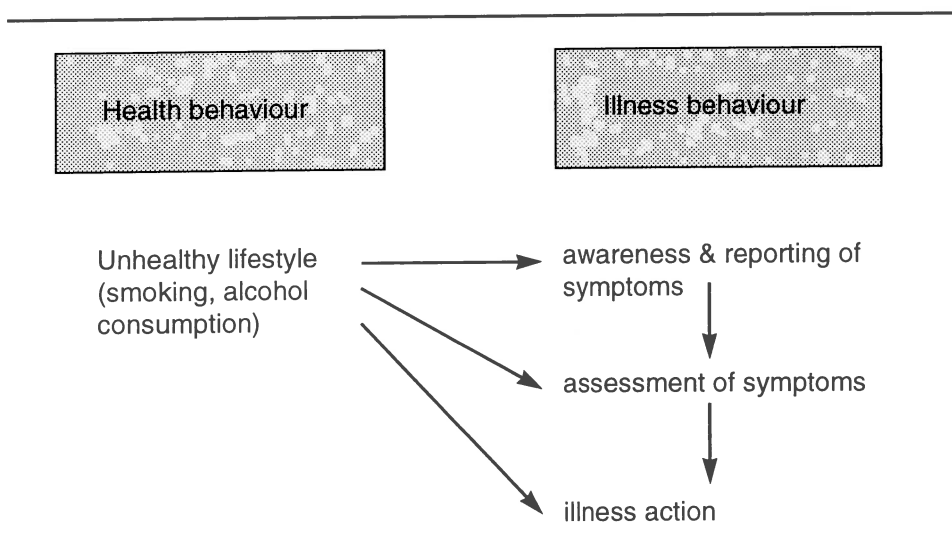 Health behaviour
Illness behaviour
Unhealthy lifestyle
(smoking, alcohol
consumption)
awareness & reporting of
symptoms
assessment of symptoms
illness action